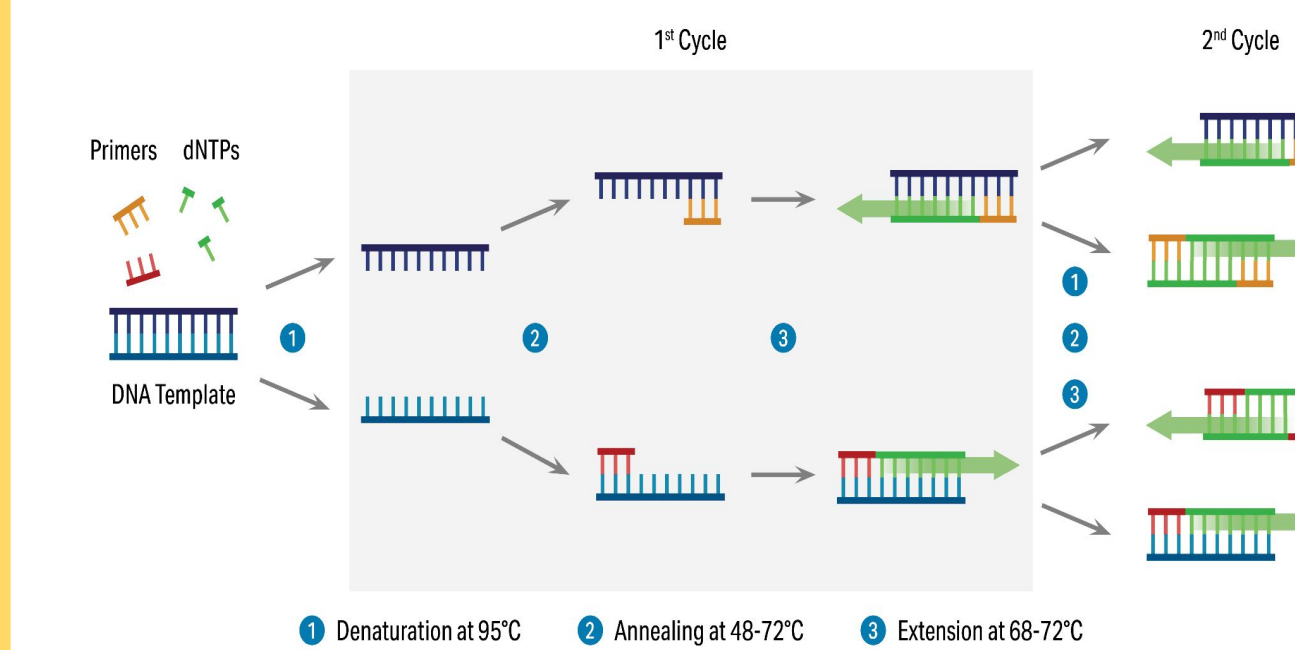 1st Cycle
2nd Cycle
Primers dNTPs
DNA Template
1
2
3
1
2
3
1 Denaturation at 95°C
2 Annealing at 48-72°C
3 Extension at 68-72°C